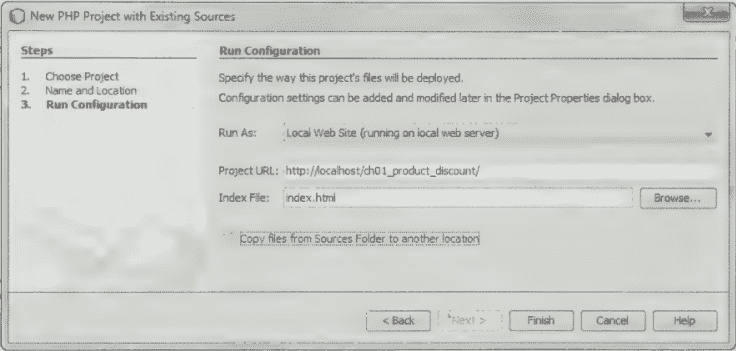 New PHP Project with Existing Sources
Steps
1. Choose Project
2. Name and Location
3. Run Configuration
Run Configuration
Specify the way this project's files will be deployed.
Configuration settings can be added and modified later in the Project Properties dialog box.
Run As: Local Web Site (running on local web server)
Project URL: http://localhost/ch01_product_discount/
Index File: index.html Browse...
Copy files from Sources Folder to another location
< Back Next > Finish Cancel Help